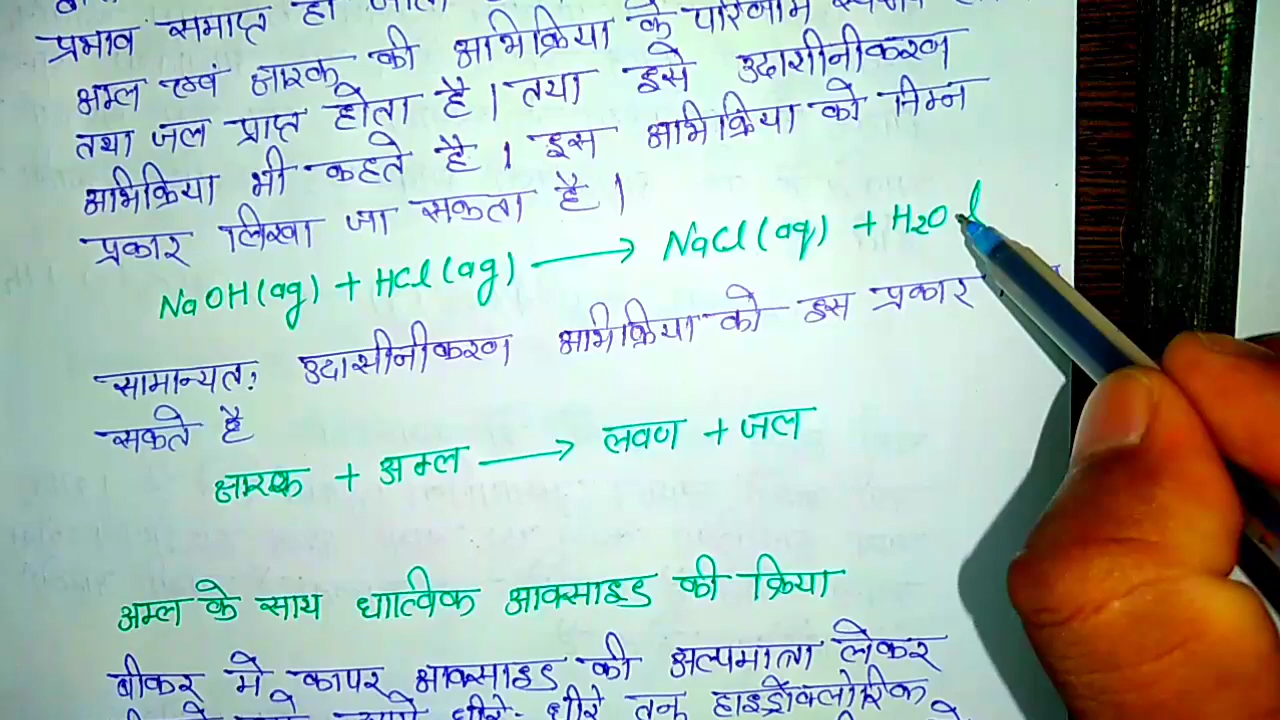 प्रभाव समाप्त हो जाता
अम्ल एवं क्षारक की अभिक्रिया के परिणाम स्वरूप
तथा जल प्राप्त होता है। तथा इसे उदासीनीकरण
अभिक्रिया भी कहते है। इस अभिक्रिया को निम्न
प्रकार लिखा जा सकता है।
NaOH(aq) + HCl(aq) ⟶ NaCl(aq) + H₂O
सामान्यत: उदासीनीकरण अभिक्रिया को इस प्रकार
सकते है
क्षारक + अम्ल ⟶ लवण + जल
अम्ल के साथ धात्विक आक्साइड की क्रिया
बीकर मे कापर आक्साइड की अल्पमात्रा लेकर
धीरे-धीरे तनु हाइड्रोक्लोरिक